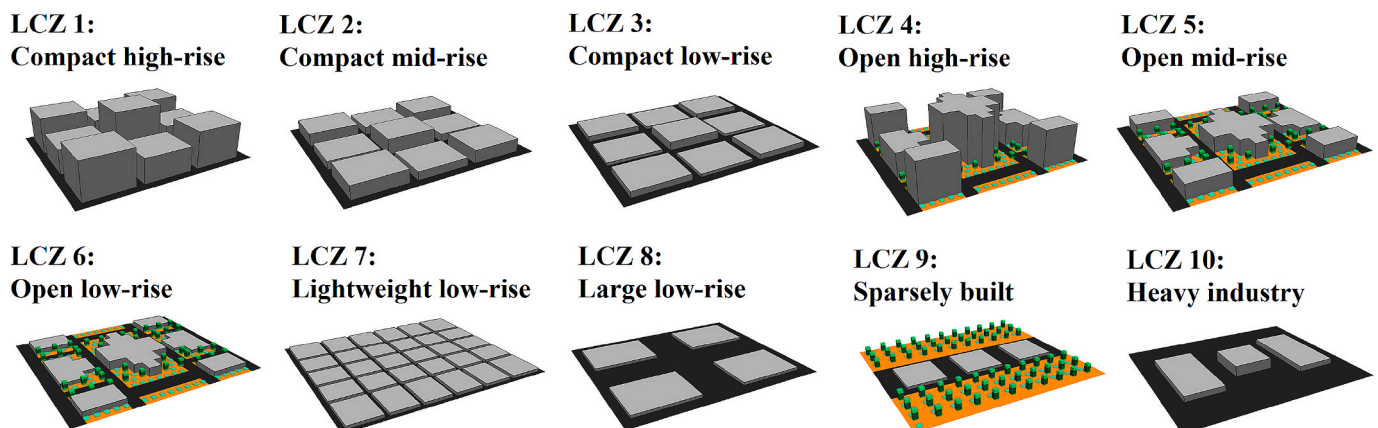 LCZ 1:
Compact high-rise
LCZ 2:
Compact mid-rise
LCZ 3:
Compact low-rise
LCZ 4:
Open high-rise
LCZ 5:
Open mid-rise
LCZ 6:
Open low-rise
LCZ 7:
Lightweight low-rise
LCZ 8:
Large low-rise
LCZ 9:
Sparsely built
LCZ 10:
Heavy industry